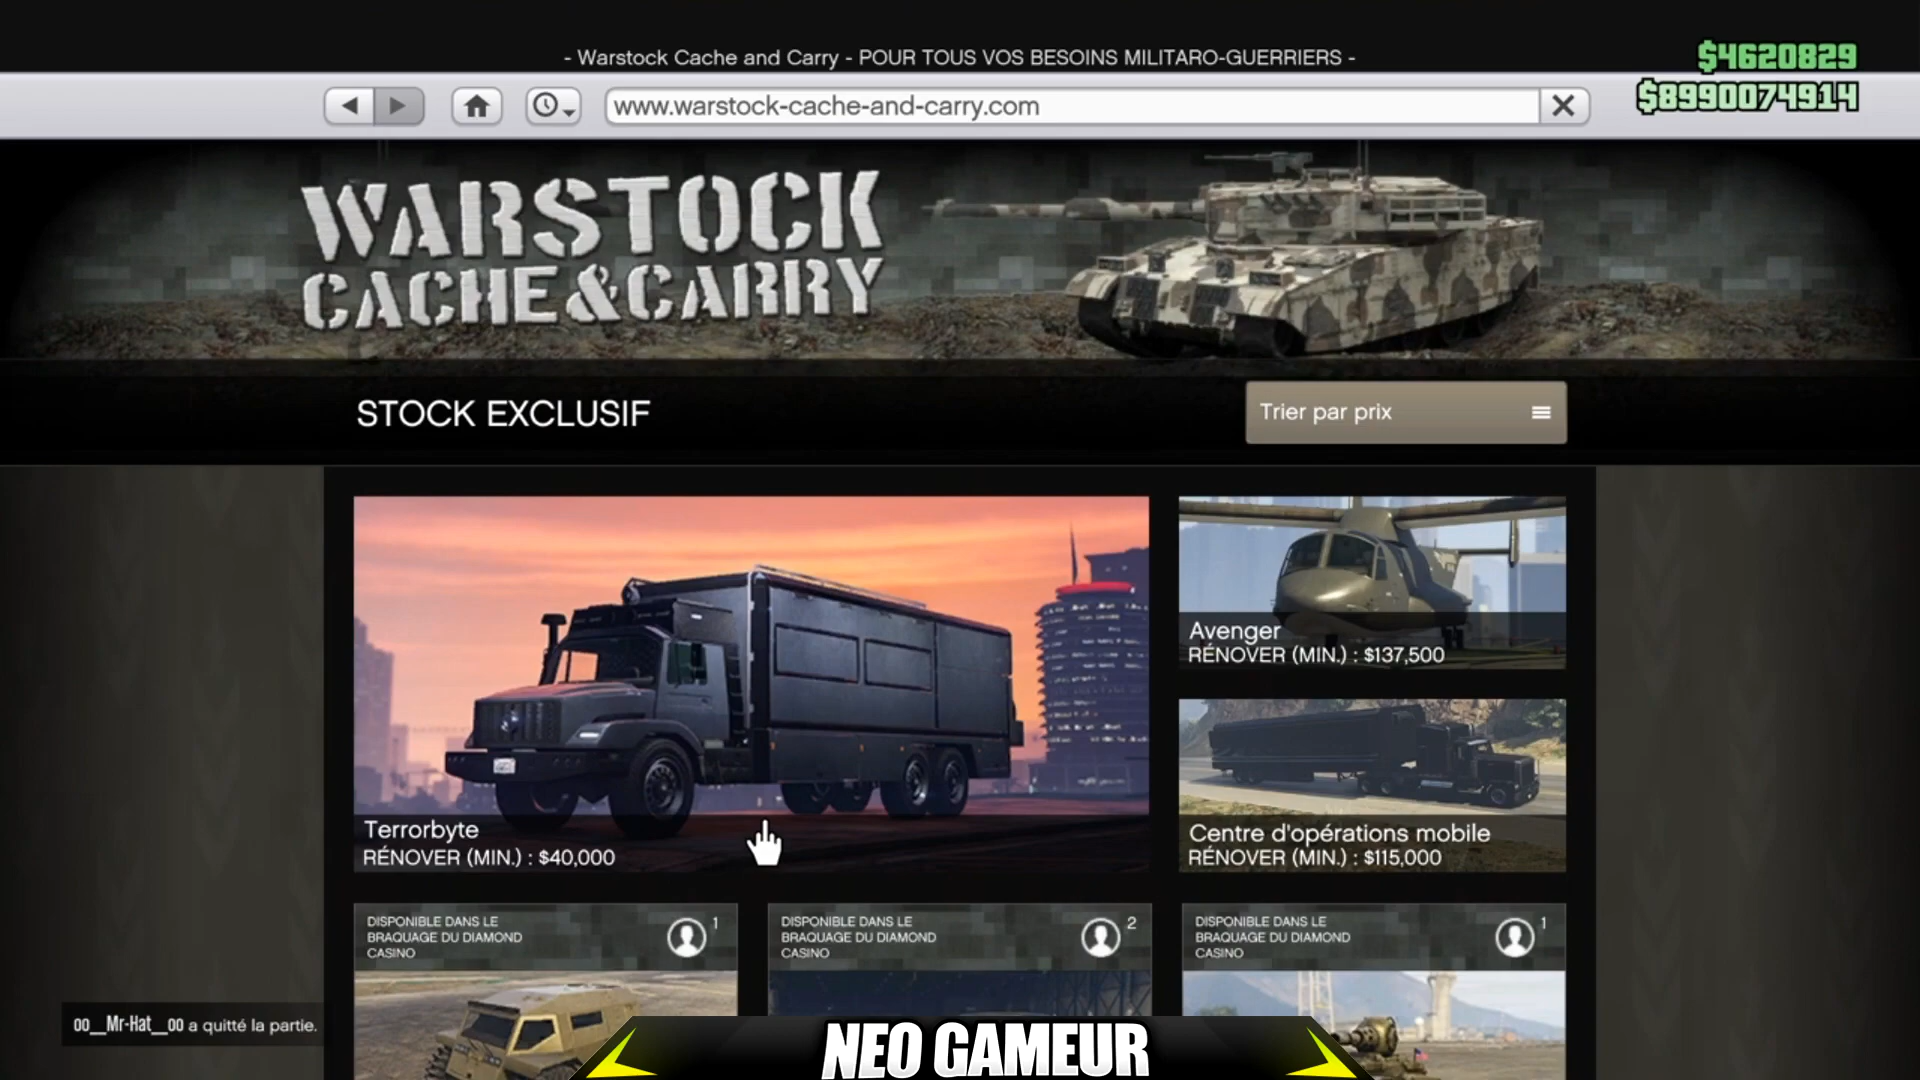 - Warstock Cache and Carry - POUR TOUS VOS BESOINS MILITARO-GUERRIERS -
$4620829
$8990074914
www.warstock-cache-and-carry.com
WARSTOCK
CACHE & CARRY
STOCK EXCLUSIF
Trier par prix
Terrorbyte
RÉNOVER (MIN.) : $40,000
Avenger
RÉNOVER (MIN.) : $137,500
Centre d'opérations mobile
RÉNOVER (MIN.) : $115,000
DISPONIBLE DANS LE
BRAQUAGE DU DIAMOND
CASINO
1
DISPONIBLE DANS LE
BRAQUAGE DU DIAMOND
CASINO
2
DISPONIBLE DANS LE
BRAQUAGE DU DIAMOND
CASINO
1
oo__Mr-Hat__oo a quitté la partie.
NEO GAMEUR